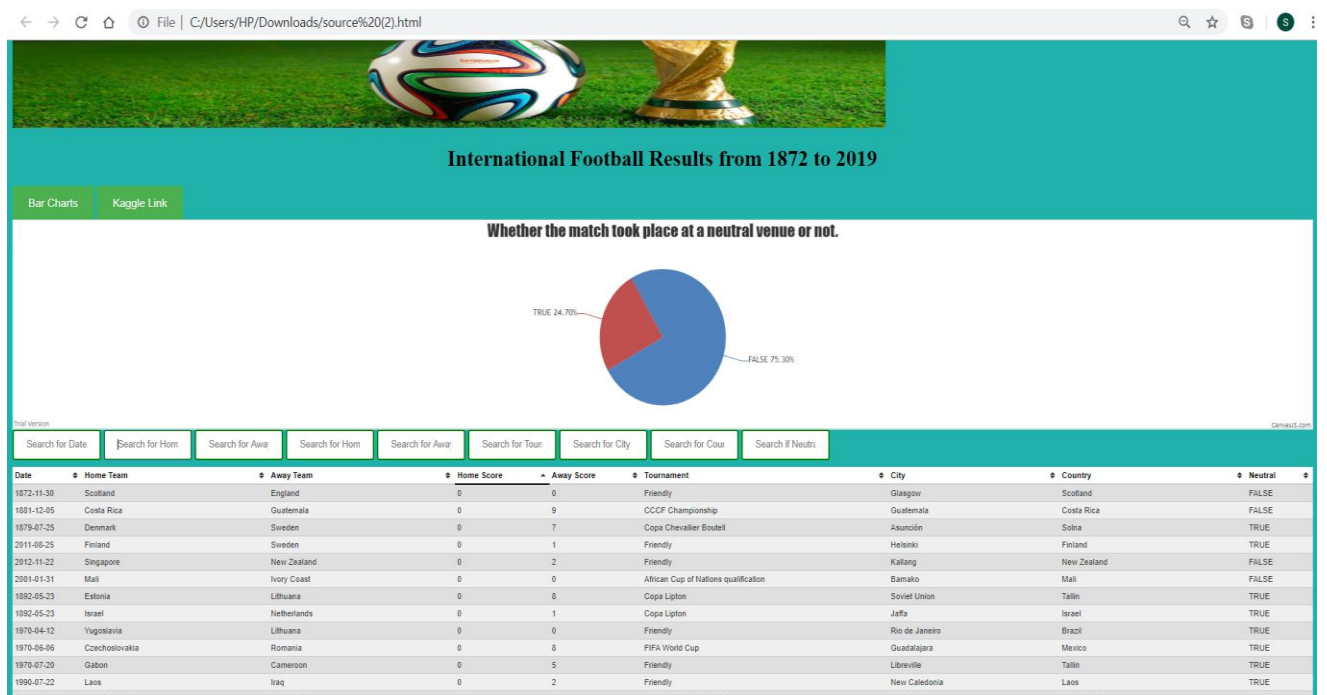 File | C:/Users/HP/Downloads/source%20(2).html
S
S
International Football Results from 1872 to 2019
Bar Charts Kaggle Link
Whether the match took place at a neutral venue or not.
TRUE 24.70%
FALSE 75.30%
Trial Version
CanvasJS.com
Search for Date Search for Hom Search for Awa Search for Hom Search for Awa Search for Tour Search for City Search for Cour Search if Neutra
Date Home Team Away Team Home Score Away Score Tournament City Country Neutral
1872-11-30 Scotland England 0 0 Friendly Glasgow Scotland FALSE
1881-12-05 Costa Rica Guatemala 0 9 CCCF Championship Guatemala Costa Rica FALSE
1879-07-25 Denmark Sweden 0 7 Copa Chevallier Boutell Asunción Solna TRUE
2011-08-25 Finland Sweden 0 1 Friendly Helsinki Finland TRUE
2012-11-22 Singapore New Zealand 0 2 Friendly Kallang New Zealand FALSE
2001-01-31 Mali Ivory Coast 0 0 African Cup of Nations qualification Bamako Mali FALSE
1892-05-23 Estonia Lithuana 0 8 Copa Lipton Soviet Union Tallin TRUE
1892-05-23 Israel Netherlands 0 1 Copa Lipton Jaffa Israel TRUE
1970-04-12 Yugoslavia Lithuana 0 0 Friendly Rio de Janeiro Brazil TRUE
1970-06-06 Czechoslovakia Romania 0 8 FIFA World Cup Guadalajara Mexico TRUE
1970-07-20 Gabon Cameroon 0 5 Friendly Libreville Tallin TRUE
1990-07-22 Laos Iraq 0 2 Friendly New Caledonia Laos TRUE